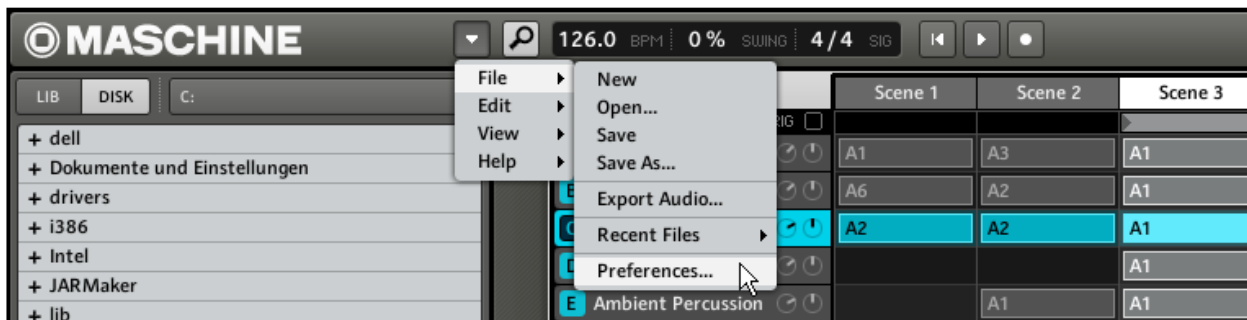 MASCHINE
126.0 BPM 0 % SWING 4/4 SIG
LIB DISK C:
+ dell
+ Dokumente und Einstellungen
+ drivers
+ i386
+ Intel
+ JARMaker
+ lib
File
Edit
View
Help
New
Open...
Save
Save As...
Export Audio...
Recent Files
Preferences...
E Ambient Percussion
Scene 1 Scene 2 Scene 3
A1 A3 A1
A6 A2 A1
A2 A2 A1
A1
A1 A1